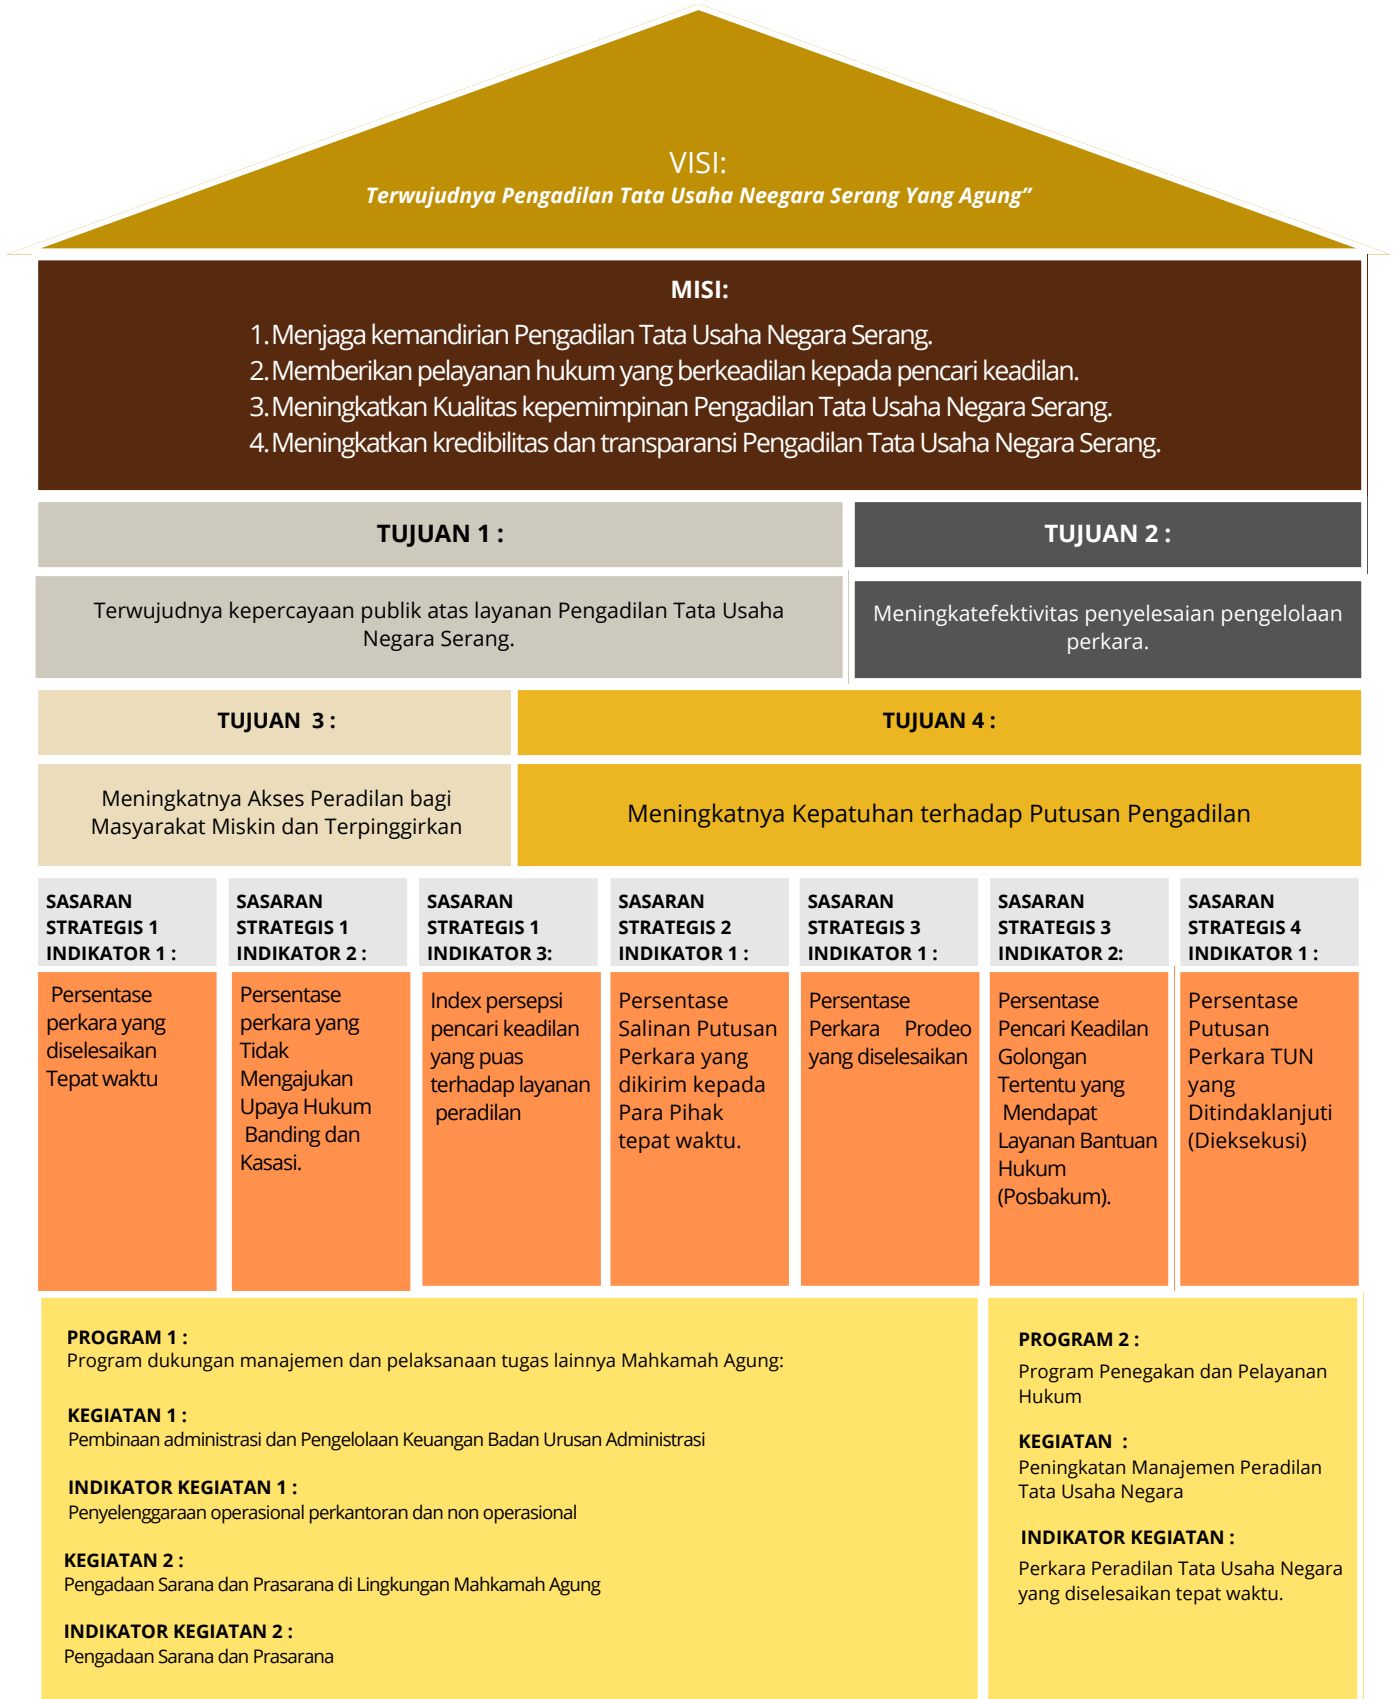 VISI:
Terwujudnya Pengadilan Tata Usaha Neegara Serang Yang Agung”
MISI:
1. Menjaga kemandirian Pengadilan Tata Usaha Negara Serang.
2. Memberikan pelayanan hukum yang berkeadilan kepada pencari keadilan.
3. Meningkatkan Kualitas kepemimpinan Pengadilan Tata Usaha Negara Serang.
4. Meningkatkan kredibilitas dan transparansi Pengadilan Tata Usaha Negara Serang.
TUJUAN 1 :
Terwujudnya kepercayaan publik atas layanan Pengadilan Tata Usaha
Negara Serang.
TUJUAN 2 :
Meningkatefektivitas penyelesaian pengelolaan
perkara.
TUJUAN 3 :
Meningkatnya Akses Peradilan bagi
Masyarakat Miskin dan Terpinggirkan
TUJUAN 4 :
Meningkatnya Kepatuhan terhadap Putusan Pengadilan
SASARAN
STRATEGIS 1
INDIKATOR 1 :
Persentase
perkara yang
diselesaikan
Tepat waktu
SASARAN
STRATEGIS 1
INDIKATOR 2 :
Persentase
perkara yang
Tidak
Mengajukan
Upaya Hukum
Banding dan
Kasasi.
SASARAN
STRATEGIS 1
INDIKATOR 3:
Index persepsi
pencari keadilan
yang puas
terhadap layanan
peradilan
SASARAN
STRATEGIS 2
INDIKATOR 1 :
Persentase
Salinan Putusan
Perkara yang
dikirim kepada
Para Pihak
tepat waktu.
SASARAN
STRATEGIS 3
INDIKATOR 1 :
Persentase
Perkara Prodeo
yang diselesaikan
SASARAN
STRATEGIS 3
INDIKATOR 2:
Persentase
Pencari Keadilan
Golongan
Tertentu yang
Mendapat
Layanan Bantuan
Hukum
(Posbakum).
SASARAN
STRATEGIS 4
INDIKATOR 1 :
Persentase
Putusan
Perkara TUN
yang
Ditindaklanjuti
(Dieksekusi)
PROGRAM 1 :
Program dukungan manajemen dan pelaksanaan tugas lainnya Mahkamah Agung:
KEGIATAN 1 :
Pembinaan administrasi dan Pengelolaan Keuangan Badan Urusan Administrasi
INDIKATOR KEGIATAN 1 :
Penyelenggaraan operasional perkantoran dan non operasional
KEGIATAN 2 :
Pengadaan Sarana dan Prasarana di Lingkungan Mahkamah Agung
INDIKATOR KEGIATAN 2 :
Pengadaan Sarana dan Prasarana
PROGRAM 2 :
Program Penegakan dan Pelayanan
Hukum
KEGIATAN :
Peningkatan Manajemen Peradilan
Tata Usaha Negara
INDIKATOR KEGIATAN :
Perkara Peradilan Tata Usaha Negara
yang diselesaikan tepat waktu.